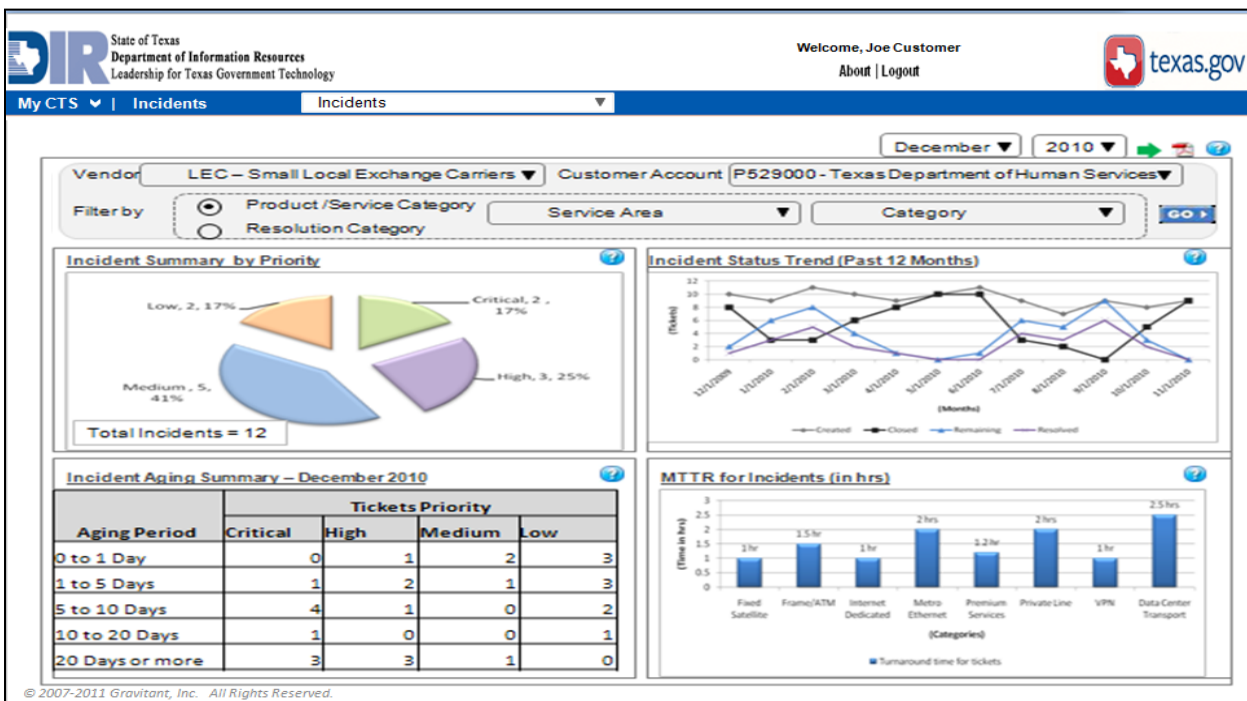 State of Texas
Department of Information Resources
Leadership for Texas Government Technology
DIR
Welcome, Joe Customer
About | Logout
texas.gov
My CTS | Incidents
Incidents
December 2010
Vendor LEC – Small Local Exchange Carriers Customer Account P529000 - Texas Department of Human Services
Filter by Product /Service Category Service Area Category GO
Resolution Category
Incident Summary by Priority
Low, 2, 17%
Critical, 2 , 17%
Medium , 5, 41%
High, 3, 25%
Total Incidents = 12
Incident Status Trend (Past 12 Months)
12
10
8
6
4
2
0
(Tickets)
12/1/2009 1/1/2010 2/1/2010 3/1/2010 4/1/2010 5/1/2010 6/1/2010 7/1/2010 8/1/2010 9/1/2010 10/1/2010 11/1/2010
(Months)
Created Closed Remaining Resolved
Incident Aging Summary – December 2010
Tickets Priority
Aging Period Critical High Medium Low
0 to 1 Day 0 1 2 3
1 to 5 Days 1 2 1 3
5 to 10 Days 4 1 0 2
10 to 20 Days 1 0 0 1
20 Days or more 3 3 1 0
MTTR for Incidents (in hrs)
3
2.5
2
1.5
1
0.5
0
(Time in hrs)
1 hr 1.5 hr 1 hr 2 hrs 1.2 hr 2 hrs 1 hr 2.5 hrs
Fixed Satellite Frame/ATM Internet Dedicated Metro Ethernet Premium Services Private Line VPN Data Center Transport
(Categories)
Turnaround time for tickets
© 2007-2011 Gravitant, Inc. All Rights Reserved.